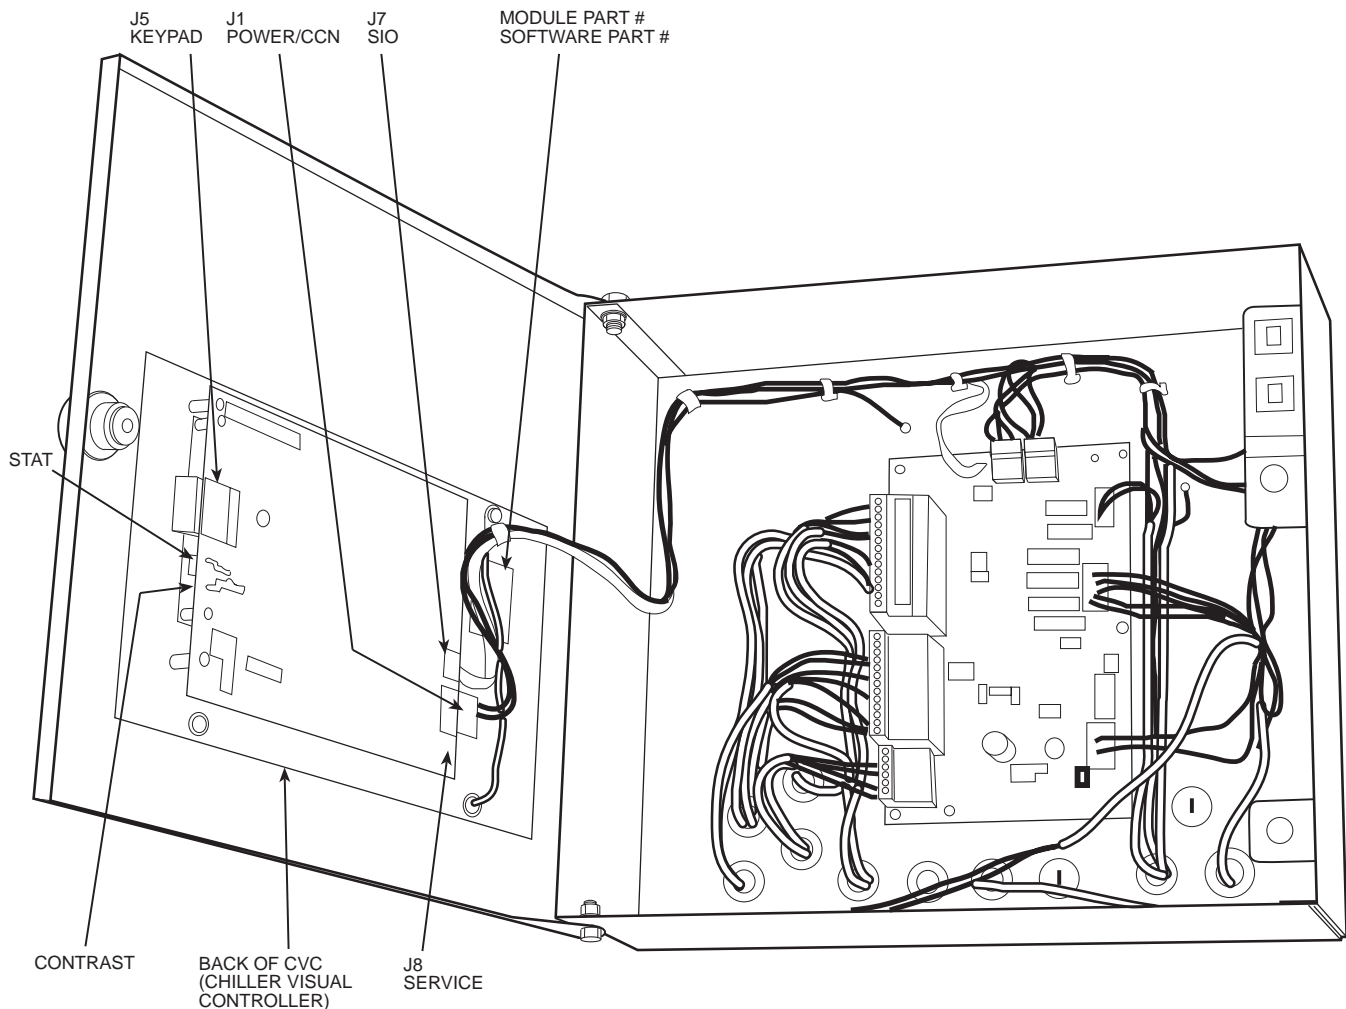 J5
KEYPAD
J1
POWER/CCN
J7
SIO
MODULE PART #
SOFTWARE PART #
STAT
CONTRAST
BACK OF CVC
(CHILLER VISUAL
CONTROLLER)
J8
SERVICE